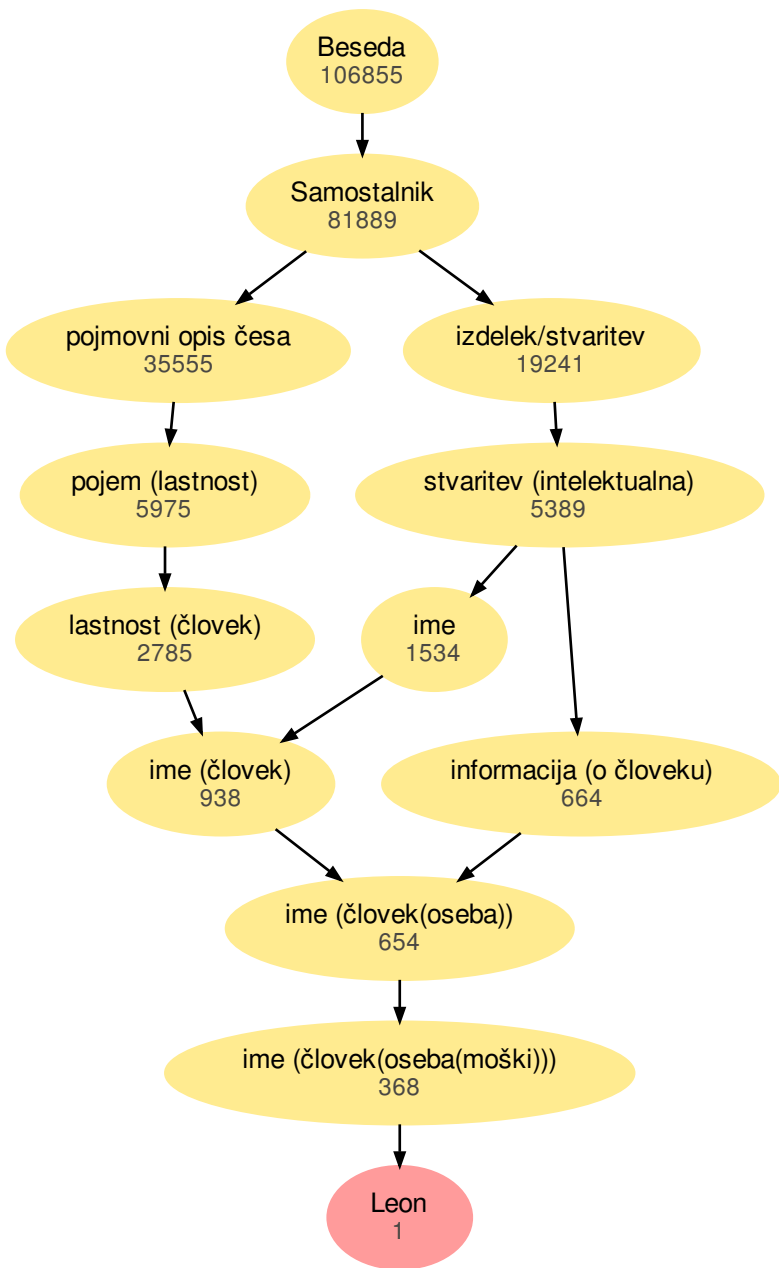 Beseda
106855
Samostalnik
81889
pojmovni opis česa
35555
izdelek/stvaritev
19241
pojem (lastnost)
5975
stvaritev (intelektualna)
5389
lastnost (človek)
2785
ime
1534
ime (človek)
938
informacija (o človeku)
664
ime (človek(oseba))
654
ime (človek(oseba(moški)))
368
Leon
1